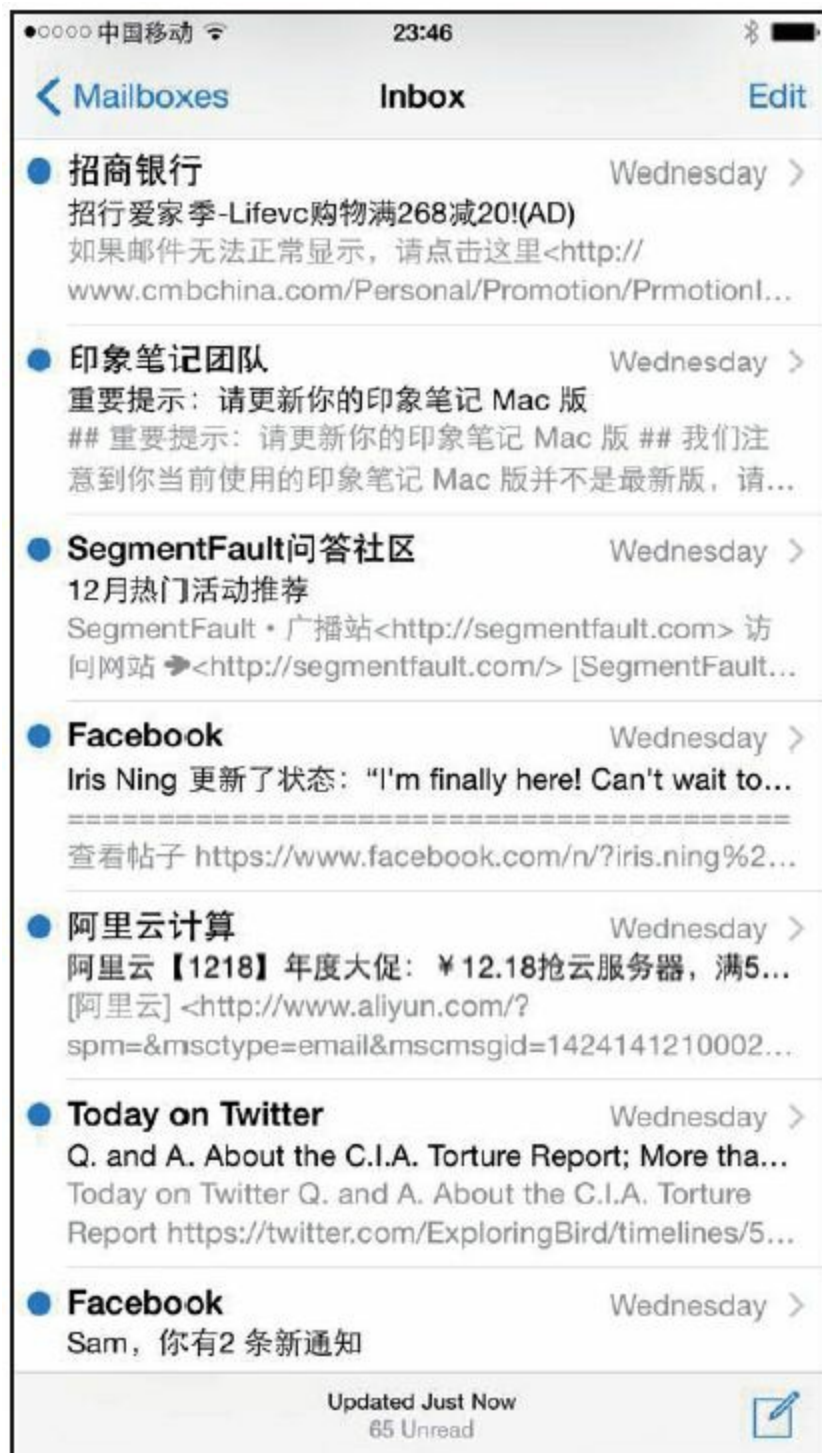 中国移动 23:46
Mailboxes Inbox Edit
招商银行 Wednesday
招行爱家季-Lifevc购物满268减20!(AD)
如果邮件无法正常显示，请点击这里<http://
www.cmbchina.com/Personal/Promotion/PrmotionI...
印象笔记团队 Wednesday
重要提示：请更新你的印象笔记 Mac 版
## 重要提示：请更新你的印象笔记 Mac 版 ## 我们注
意到你当前使用的印象笔记 Mac 版并不是最新版，请...
SegmentFault问答社区 Wednesday
12月热门活动推荐
SegmentFault • 广播站<http://segmentfault.com> 访
问网站 <http://segmentfault.com/> [SegmentFault...
Facebook Wednesday
Iris Ning 更新了状态：“I'm finally here! Can't wait to...
========================================
查看帖子 https://www.facebook.com/n/?iris.ning%2...
阿里云计算 Wednesday
阿里云【1218】年度大促：￥12.18抢云服务器，满5...
[阿里云] <http://www.aliyun.com/?
spm=&msctype=email&mscmsgid=1424141210002...
Today on Twitter Wednesday
Q. and A. About the C.I.A. Torture Report; More tha...
Today on Twitter Q. and A. About the C.I.A. Torture
Report https://twitter.com/ExploringBird/timelines/5...
Facebook Wednesday
Sam，你有2 条新通知
Updated Just Now
65 Unread